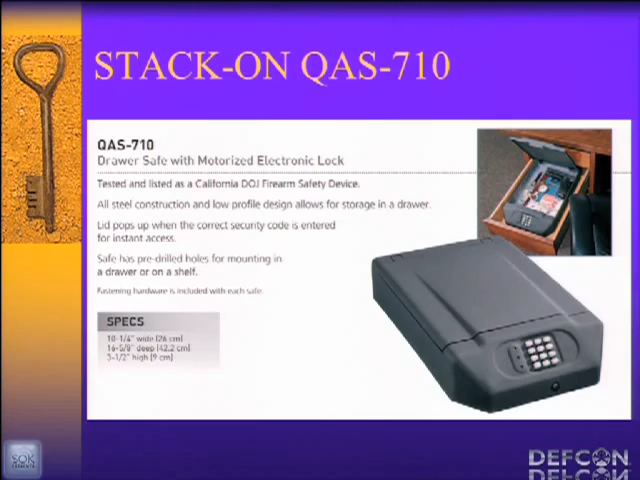 STACK-ON QAS-710
QAS-710
Drawer Safe with Motorized Electronic Lock
Tested and listed as a California DOJ Firearm Safety Device.
All steel construction and low profile design allows for storage in a drawer.
Lid pops up when the correct security code is entered
for instant access.
Safe has pre-drilled holes for mounting in
a drawer or on a shelf.
Fastening hardware is included with each safe.
SPECS
10-1/4" wide (26 cm)
16-5/8" deep (42.2 cm)
3-1/2" high (9 cm)
SOK
DEFCON